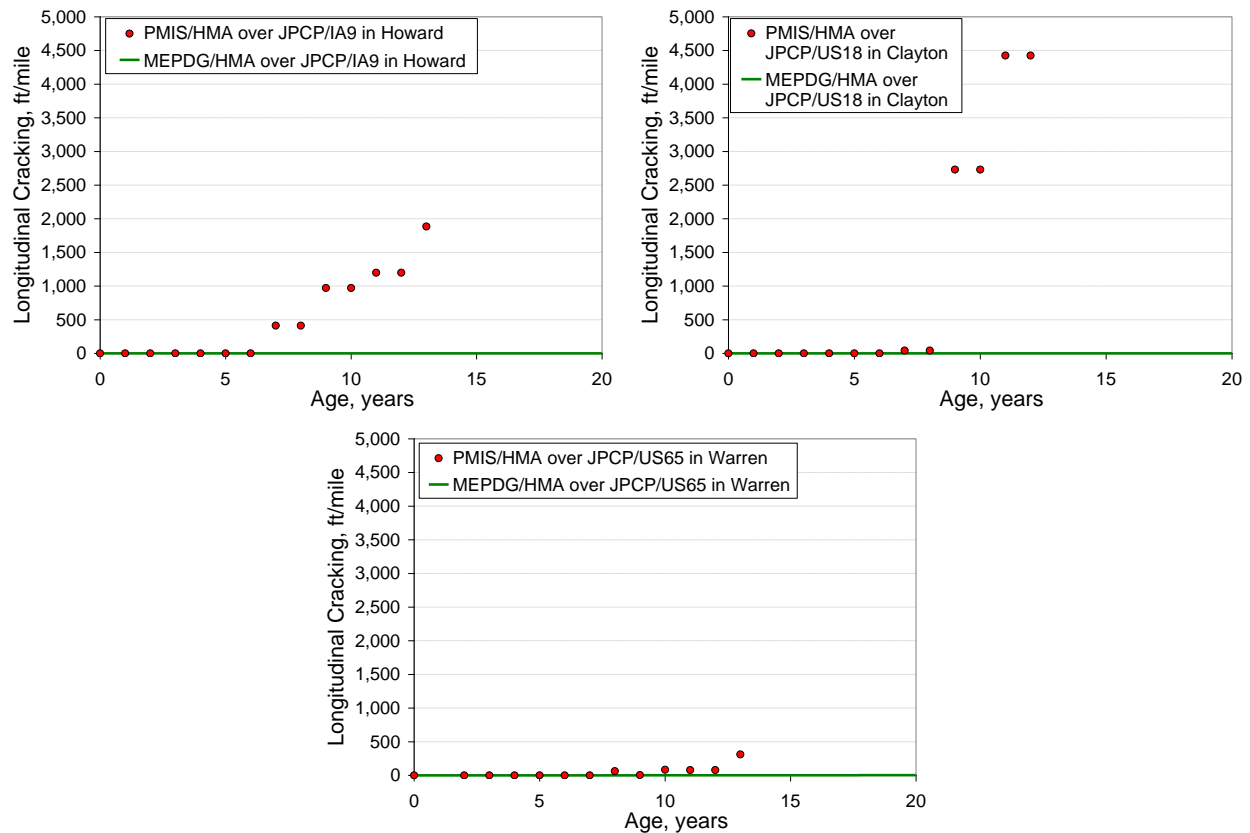 Longitudinal Cracking, ft/mile
5,000
4,500
4,000
3,500
3,000
2,500
2,000
1,500
1,000
500
0
PMIS/HMA over JPCP/IA9 in Howard
MEPDG/HMA over JPCP/IA9 in Howard
0 5 10 15 20
Age, years
Longitudinal Cracking, ft/mile
5,000
4,500
4,000
3,500
3,000
2,500
2,000
1,500
1,000
500
0
PMIS/HMA over
JPCP/US18 in Clayton
MEPDG/HMA over
JPCP/US18 in Clayton
0 5 10 15 20
Age, years
Longitudinal Cracking, ft/mile
5,000
4,500
4,000
3,500
3,000
2,500
2,000
1,500
1,000
500
0
PMIS/HMA over JPCP/US65 in Warren
MEPDG/HMA over JPCP/US65 in Warren
0 5 10 15 20
Age, years